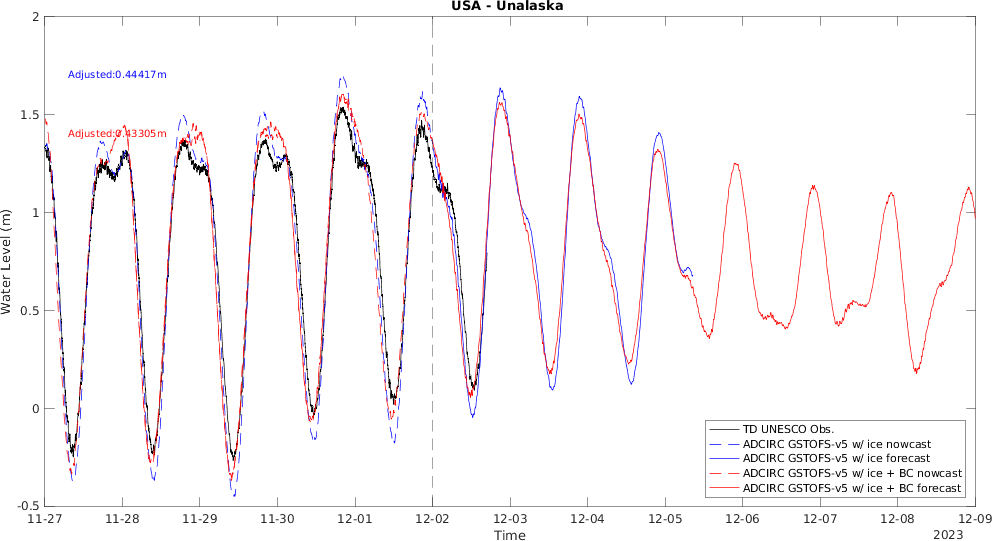 USA - Unalaska
2
1.5
1
0.5
0
-0.5
Water Level (m)
Adjusted:0.44417m
Adjusted:0.43305m
TD UNESCO Obs.
ADCIRC GSTOFS-v5 w/ ice nowcast
ADCIRC GSTOFS-v5 w/ ice forecast
ADCIRC GSTOFS-v5 w/ ice + BC nowcast
ADCIRC GSTOFS-v5 w/ ice + BC forecast
11-27 11-28 11-29 11-30 12-01 12-02 12-03 12-04 12-05 12-06 12-07 12-08 12-09
Time
2023